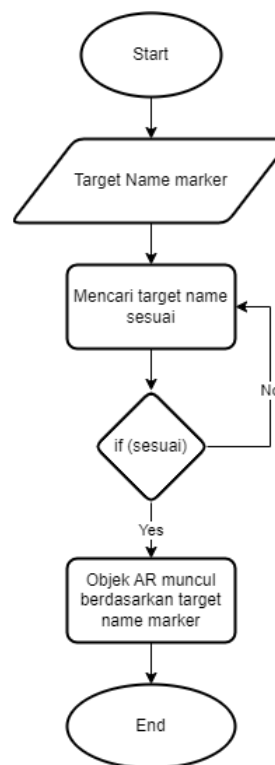 Start
Target Name marker
Mencari target name
sesuai
if (sesuai)
No
Yes
Objek AR muncul
berdasarkan target
name marker
End